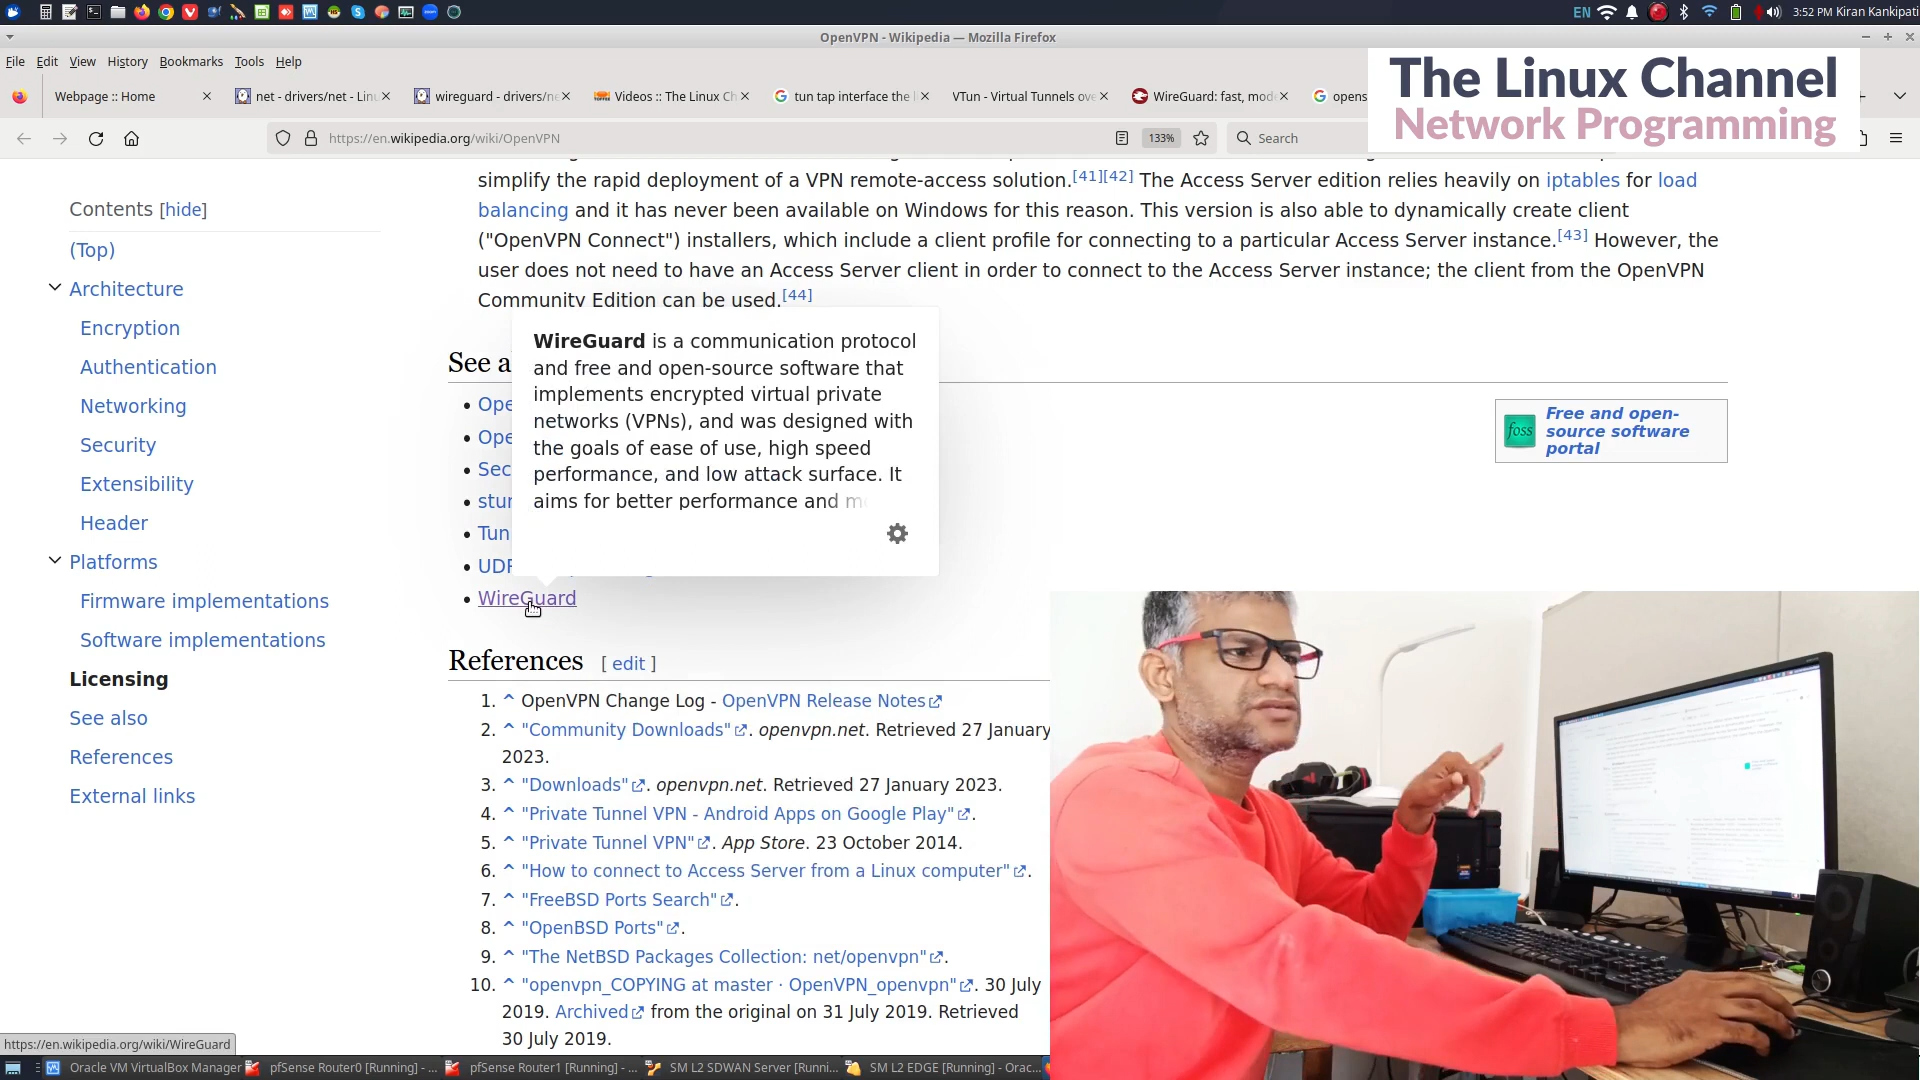 EN
3:52 PM Kiran Kankipati
OpenVPN - Wikipedia — Mozilla Firefox
File Edit View History Bookmarks Tools Help
The Linux Channel
Network Programming
Webpage :: Home
net - drivers/net - Lin
wireguard - drivers/ne
Videos :: The Linux Ch
tun tap interface the l
VTun - Virtual Tunnels ov
WireGuard: fast, mod
opens
https://en.wikipedia.org/wiki/OpenVPN
133%
Search
Contents [hide]
(Top)
Architecture
Encryption
Authentication
Networking
Security
Extensibility
Header
Platforms
Firmware implementations
Software implementations
Licensing
See also
References
External links
simplify the rapid deployment of a VPN remote-access solution.[41][42] The Access Server edition relies heavily on iptables for load
balancing and it has never been available on Windows for this reason. This version is also able to dynamically create client
("OpenVPN Connect") installers, which include a client profile for connecting to a particular Access Server instance.[43] However, the
user does not need to have an Access Server client in order to connect to the Access Server instance; the client from the OpenVPN
Community Edition can be used.[44]
See a
Ope
Ope
Sec
stun
Tun
UDP
WireGuard
WireGuard is a communication protocol
and free and open-source software that
implements encrypted virtual private
networks (VPNs), and was designed with
the goals of ease of use, high speed
performance, and low attack surface. It
aims for better performance and m
foss
Free and open-
source software
portal
References [ edit ]
1. ^ OpenVPN Change Log - OpenVPN Release Notes
2. ^ "Community Downloads". openvpn.net. Retrieved 27 January
2023.
3. ^ "Downloads". openvpn.net. Retrieved 27 January 2023.
4. ^ "Private Tunnel VPN - Android Apps on Google Play".
5. ^ "Private Tunnel VPN". App Store. 23 October 2014.
6. ^ "How to connect to Access Server from a Linux computer".
7. ^ "FreeBSD Ports Search".
8. ^ "OpenBSD Ports".
9. ^ "The NetBSD Packages Collection: net/openvpn".
10. ^ "openvpn_COPYING at master · OpenVPN_openvpn". 30 July
2019. Archived from the original on 31 July 2019. Retrieved
30 July 2019.
https://en.wikipedia.org/wiki/WireGuard
Oracle VM VirtualBox Manager
pfSense Router0 [Running] - ...
pfSense Router1 [Running] - ...
SM L2 SDWAN Server [Runni...
SM L2 EDGE [Running] - Orac...